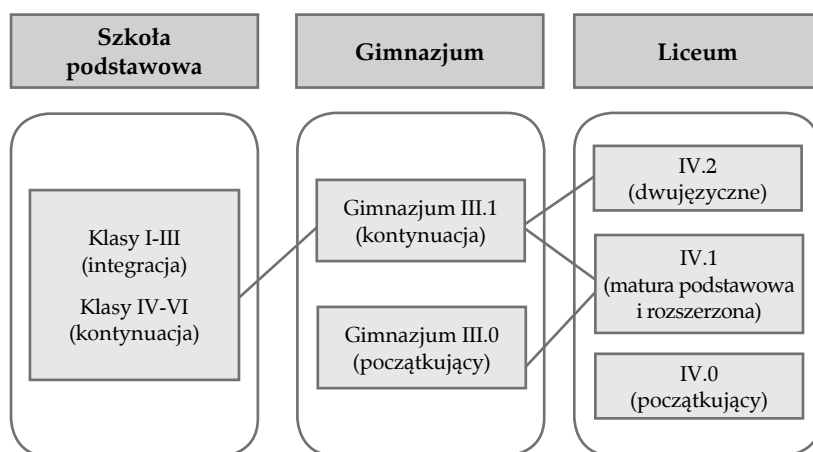 Szkoła
podstawowa
Gimnazjum
Liceum
Klasy I-III
(integracja)
Klasy IV-VI
(kontynuacja)
Gimnazjum III.1
(kontynuacja)
Gimnazjum III.0
(początkujący)
IV.2
(dwujęzyczne)
IV.1
(matura podstawowa
i rozszerzona)
IV.0
(początkujący)